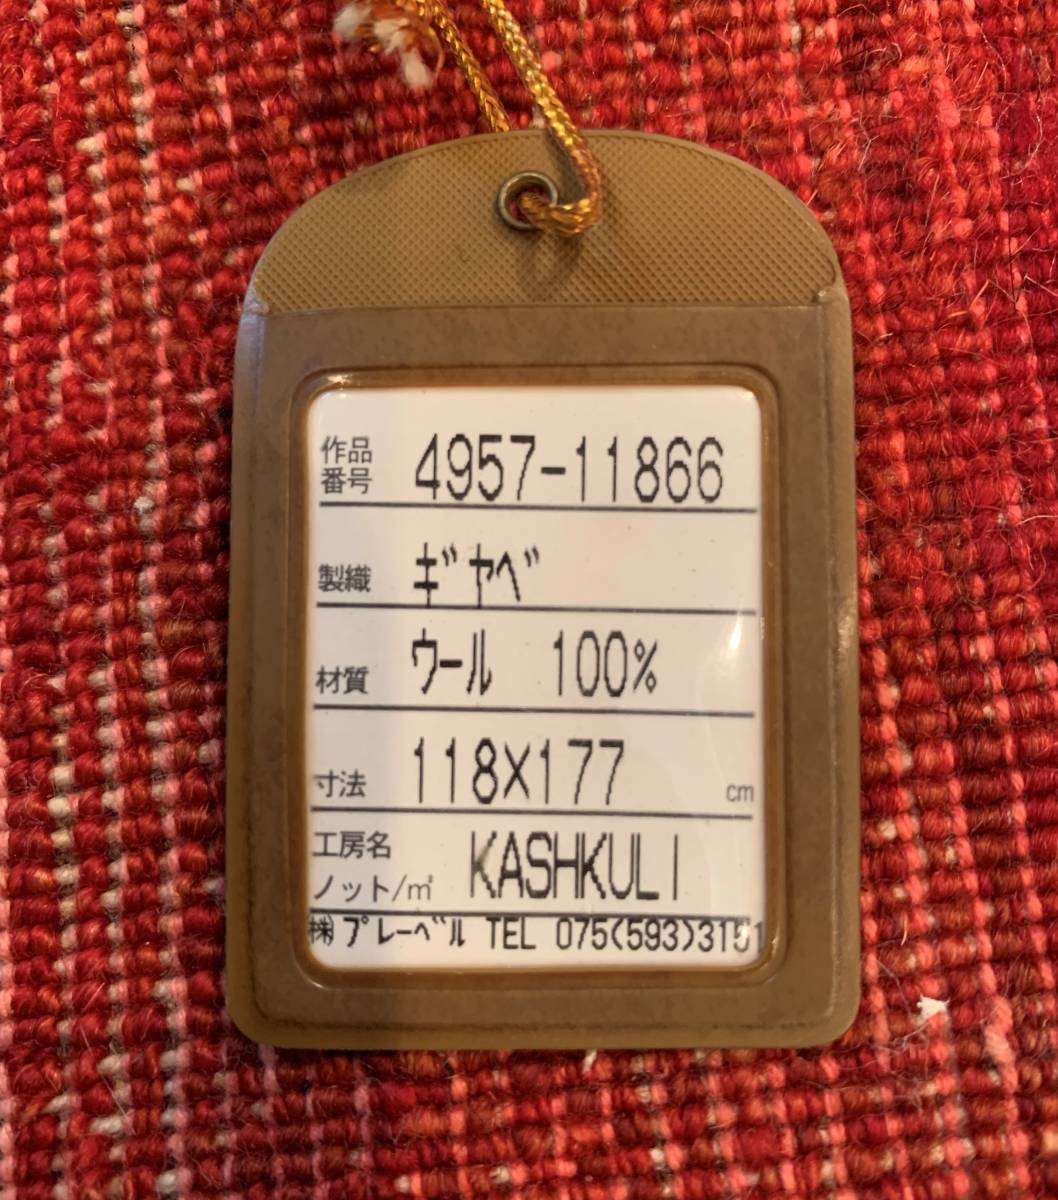 作品
番号 4957-11866
製織 ｷﾞﾔﾍﾞ
材質 ｳｰﾙ 100%
寸法 118X177 cm
工房名
ノット/㎡ KASHKULI
㈱ﾌﾟﾚｰﾍﾞﾙ TEL 075(593)3151